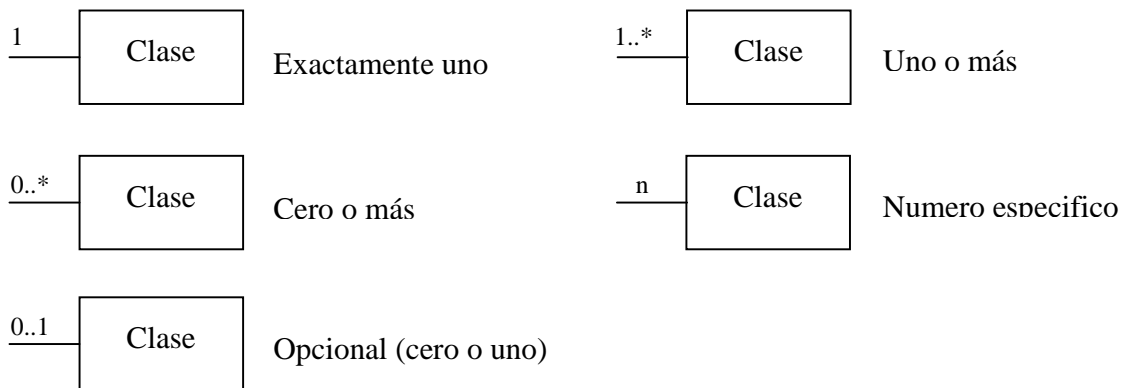 1
Clase
Exactamente uno
1..*
Clase
Uno o más
0..*
Clase
Cero o más
n
Clase
Numero especifico
0..1
Clase
Opcional (cero o uno)